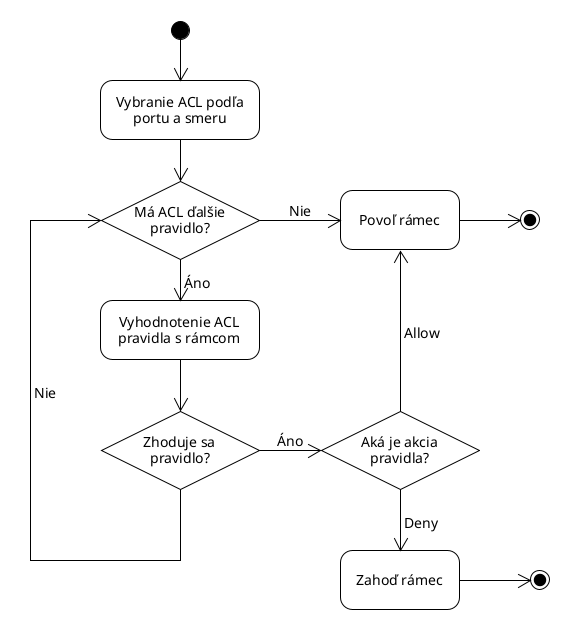 Vybranie ACL podľa
portu a smeru
Má ACL ďalšie
pravidlo?
Nie
Povoľ rámec
Áno
Vyhodnotenie ACL
pravidla s rámcom
Allow
Nie
Zhoduje sa
pravidlo?
Áno
Aká je akcia
pravidla?
Deny
Zahoď rámec